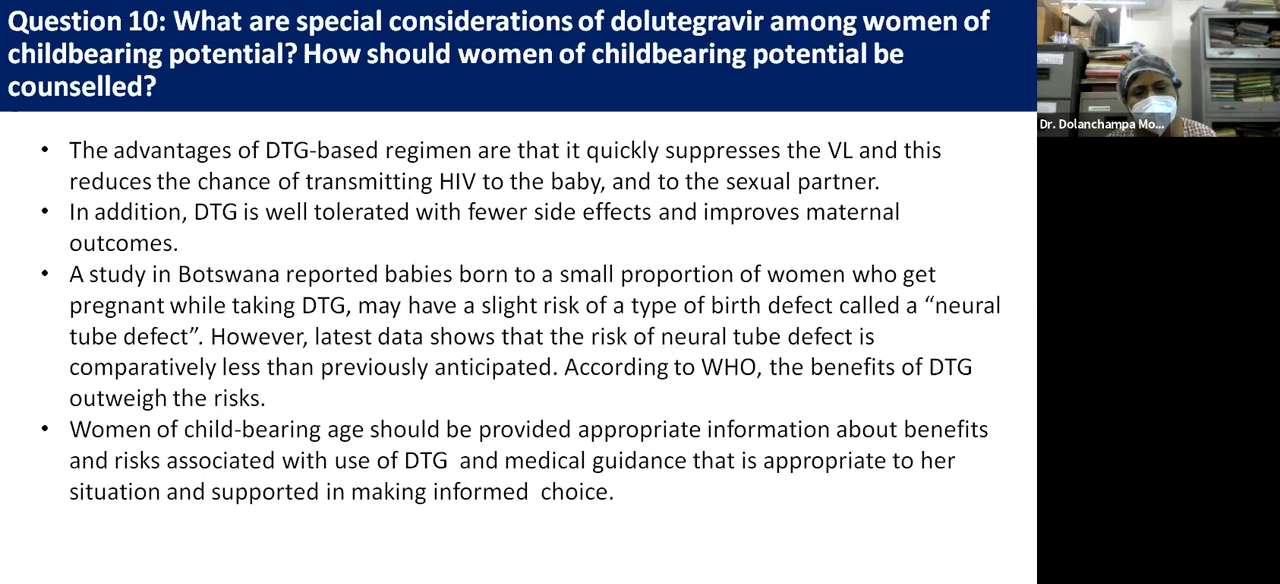 Question 10: What are special considerations of dolutegravir among women of
childbearing potential? How should women of childbearing potential be
counselled?
Dr. Dolanchampa Mo...
• The advantages of DTG-based regimen are that it quickly suppresses the VL and this
reduces the chance of transmitting HIV to the baby, and to the sexual partner.
• In addition, DTG is well tolerated with fewer side effects and improves maternal
outcomes.
• A study in Botswana reported babies born to a small proportion of women who get
pregnant while taking DTG, may have a slight risk of a type of birth defect called a “neural
tube defect”. However, latest data shows that the risk of neural tube defect is
comparatively less than previously anticipated. According to WHO, the benefits of DTG
outweigh the risks.
• Women of child-bearing age should be provided appropriate information about benefits
and risks associated with use of DTG  and medical guidance that is appropriate to her
situation and supported in making informed  choice.